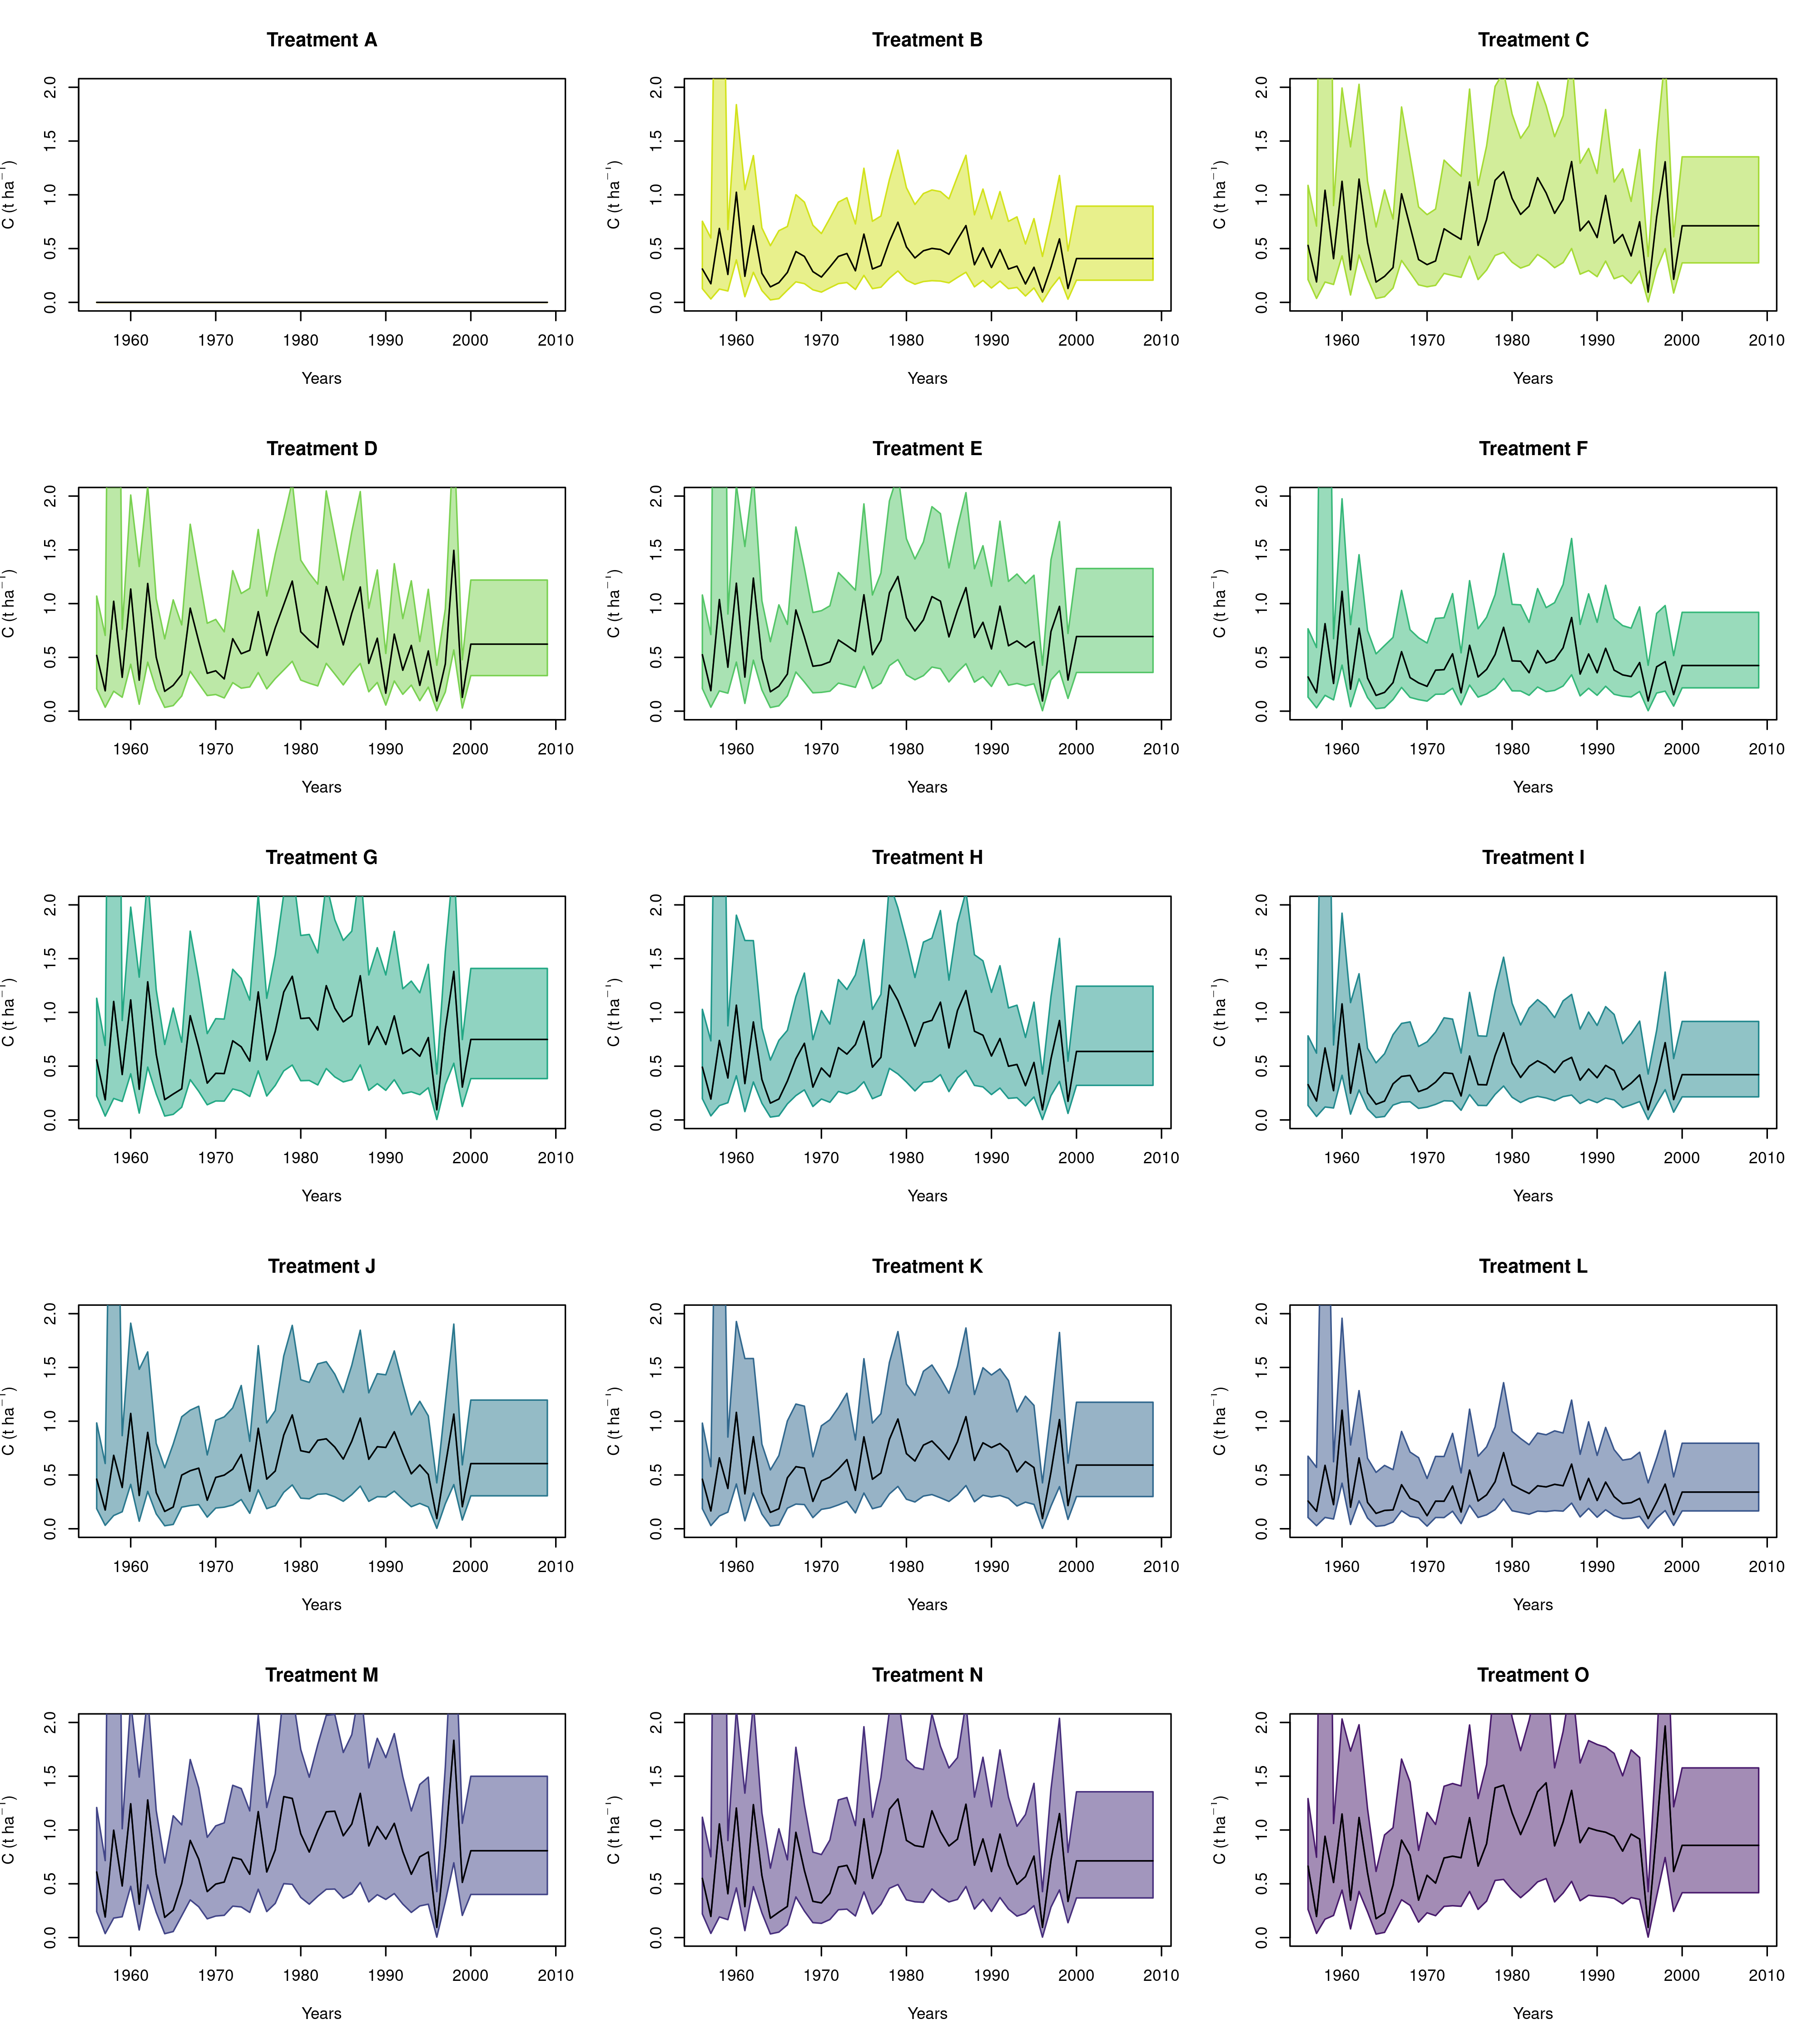 Treatment A
C (t ha⁻¹)
0.0 0.5 1.0 1.5 2.0
1960 1970 1980 1990 2000 2010
Years
Treatment B
C (t ha⁻¹)
0.0 0.5 1.0 1.5 2.0
1960 1970 1980 1990 2000 2010
Years
Treatment C
C (t ha⁻¹)
0.0 0.5 1.0 1.5 2.0
1960 1970 1980 1990 2000 2010
Years
Treatment D
C (t ha⁻¹)
0.0 0.5 1.0 1.5 2.0
1960 1970 1980 1990 2000 2010
Years
Treatment E
C (t ha⁻¹)
0.0 0.5 1.0 1.5 2.0
1960 1970 1980 1990 2000 2010
Years
Treatment F
C (t ha⁻¹)
0.0 0.5 1.0 1.5 2.0
1960 1970 1980 1990 2000 2010
Years
Treatment G
C (t ha⁻¹)
0.0 0.5 1.0 1.5 2.0
1960 1970 1980 1990 2000 2010
Years
Treatment H
C (t ha⁻¹)
0.0 0.5 1.0 1.5 2.0
1960 1970 1980 1990 2000 2010
Years
Treatment I
C (t ha⁻¹)
0.0 0.5 1.0 1.5 2.0
1960 1970 1980 1990 2000 2010
Years
Treatment J
C (t ha⁻¹)
0.0 0.5 1.0 1.5 2.0
1960 1970 1980 1990 2000 2010
Years
Treatment K
C (t ha⁻¹)
0.0 0.5 1.0 1.5 2.0
1960 1970 1980 1990 2000 2010
Years
Treatment L
C (t ha⁻¹)
0.0 0.5 1.0 1.5 2.0
1960 1970 1980 1990 2000 2010
Years
Treatment M
C (t ha⁻¹)
0.0 0.5 1.0 1.5 2.0
1960 1970 1980 1990 2000 2010
Years
Treatment N
C (t ha⁻¹)
0.0 0.5 1.0 1.5 2.0
1960 1970 1980 1990 2000 2010
Years
Treatment O
C (t ha⁻¹)
0.0 0.5 1.0 1.5 2.0
1960 1970 1980 1990 2000 2010
Years